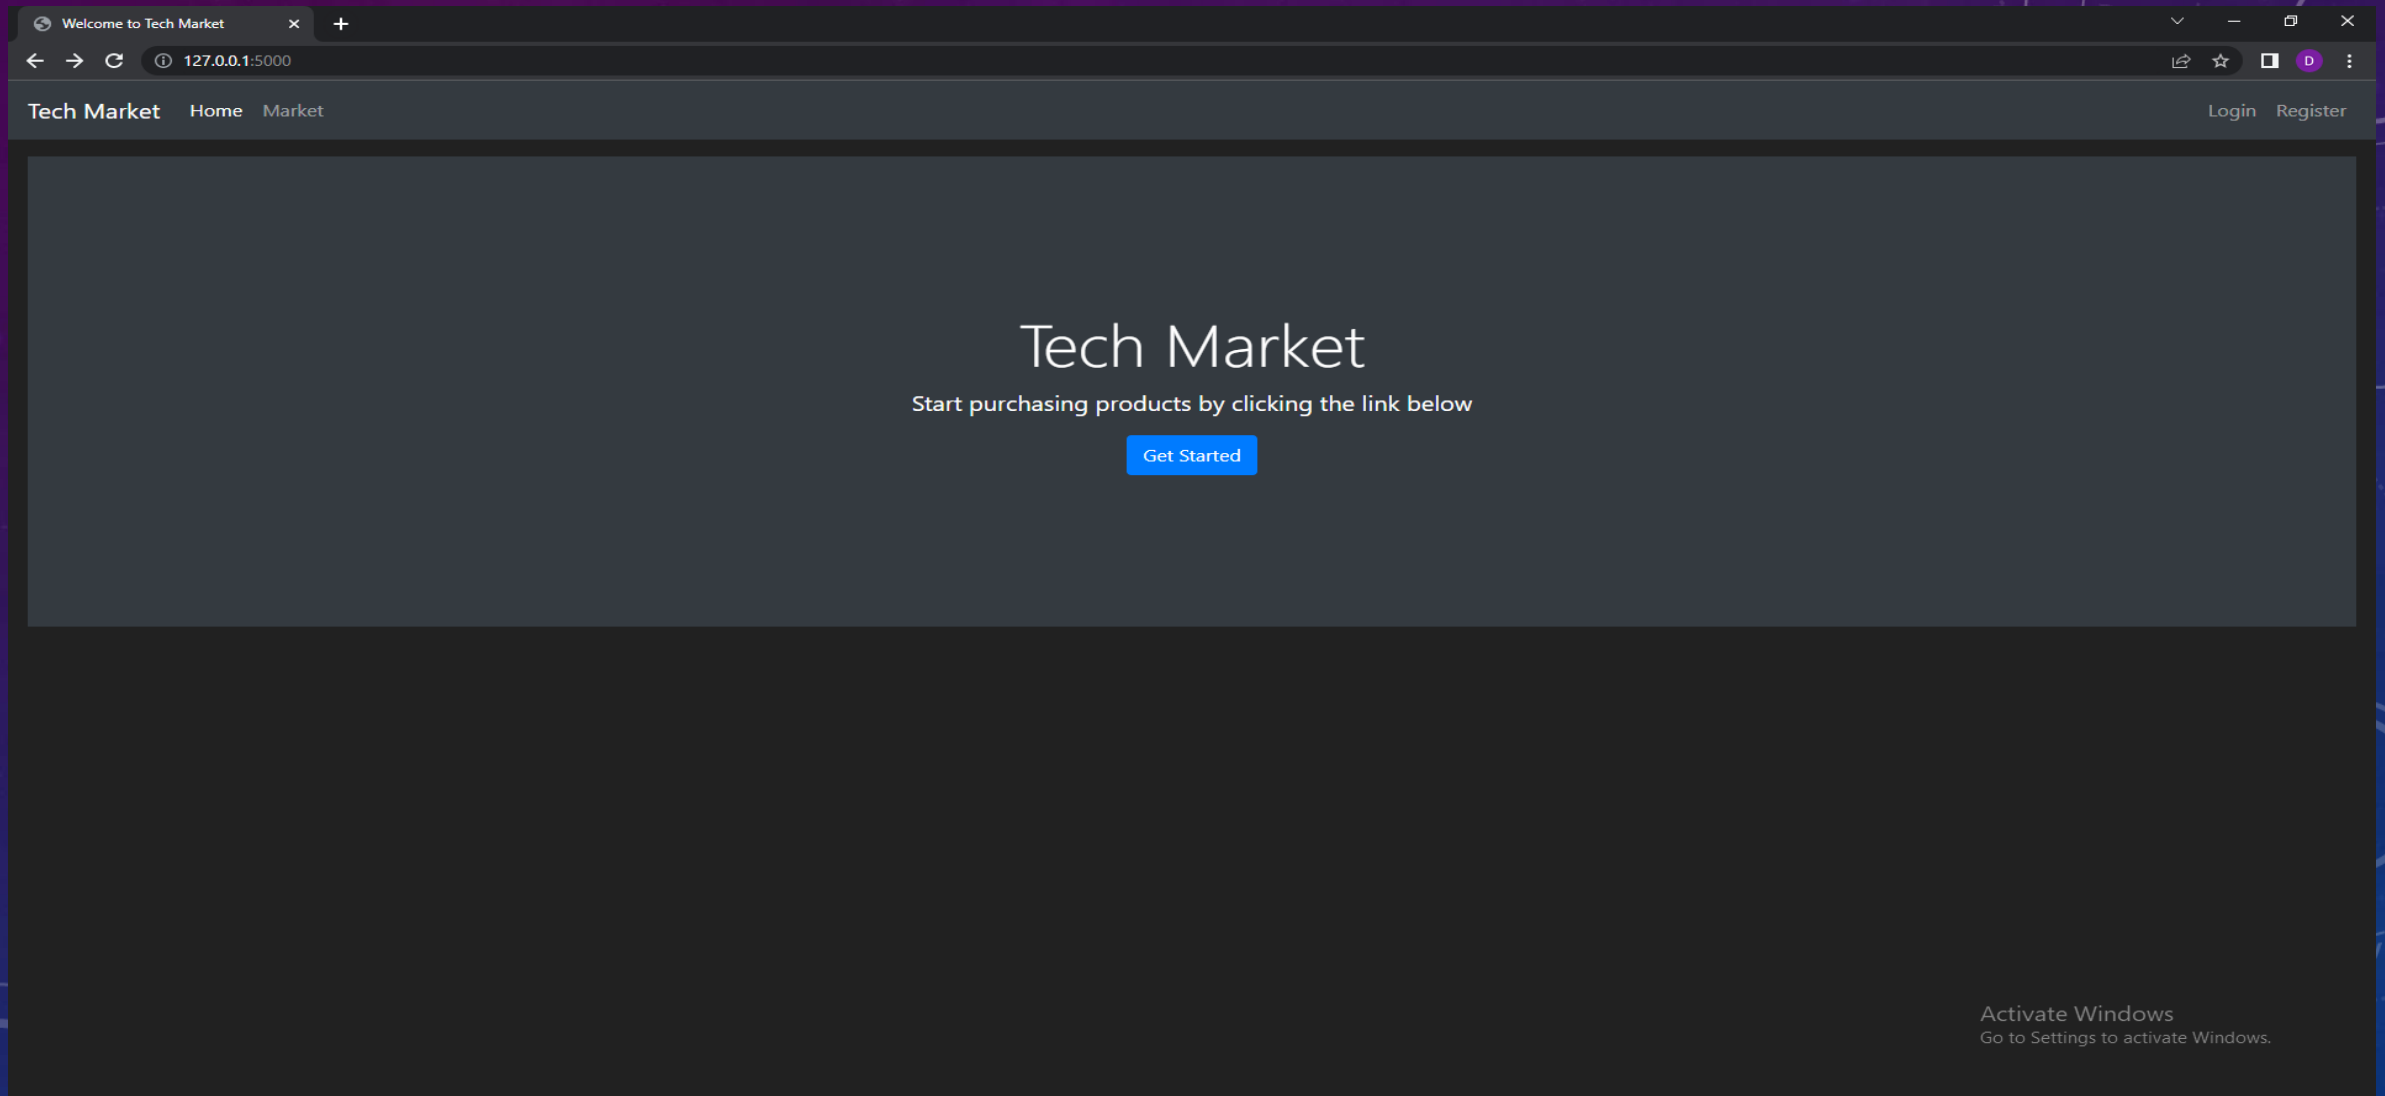 Welcome to Tech Market
127.0.0.1:5000
D
Tech Market Home Market Login Register
Tech Market
Start purchasing products by clicking the link below
Get Started
Activate Windows
Go to Settings to activate Windows.